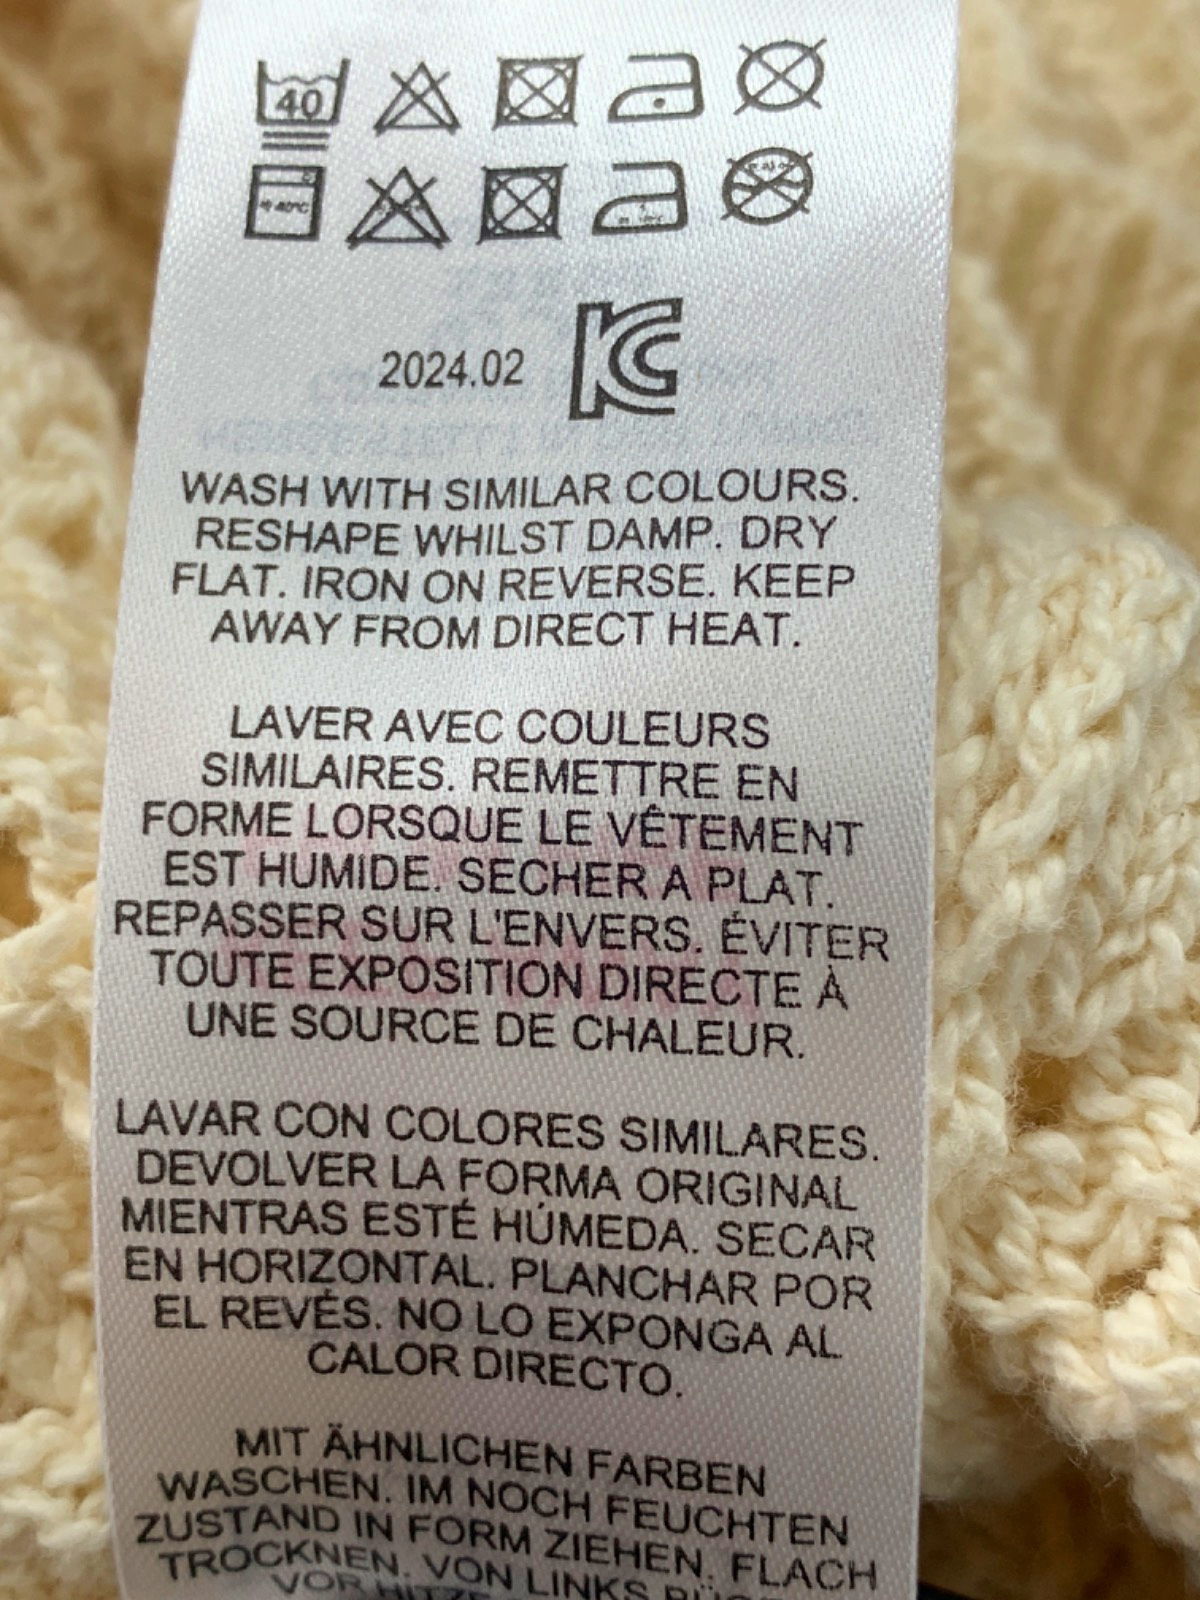 40
40°C
2024.02 KC
WASH WITH SIMILAR COLOURS.
RESHAPE WHILST DAMP. DRY
FLAT. IRON ON REVERSE. KEEP
AWAY FROM DIRECT HEAT.
LAVER AVEC COULEURS
SIMILAIRES. REMETTRE EN
FORME LORSQUE LE VÊTEMENT
EST HUMIDE. SECHER A PLAT.
REPASSER SUR L'ENVERS. ÉVITER
TOUTE EXPOSITION DIRECTE À
UNE SOURCE DE CHALEUR.
LAVAR CON COLORES SIMILARES.
DEVOLVER LA FORMA ORIGINAL
MIENTRAS ESTÉ HÚMEDA. SECAR
EN HORIZONTAL. PLANCHAR POR
EL REVÉS. NO LO EXPONGA AL
CALOR DIRECTO.
MIT ÄHNLICHEN FARBEN
WASCHEN. IM NOCH FEUCHTEN
ZUSTAND IN FORM ZIEHEN. FLACH
TROCKNEN. VON LINKS
VOR HITZE